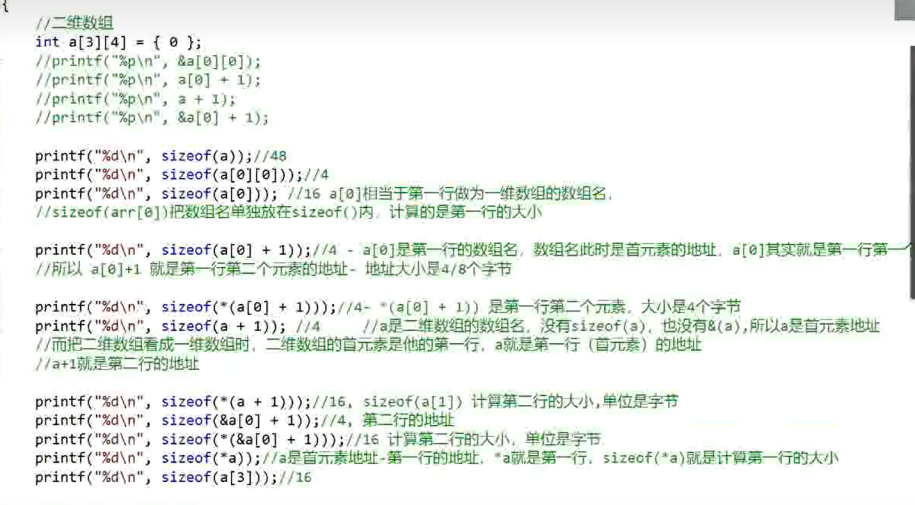 {
//二维数组
int a[3][4] = { 0 };
//printf("%p\n", &a[0][0]);
//printf("%p\n", a[0] + 1);
//printf("%p\n", a + 1);
//printf("%p\n", &a[0] + 1);
printf("%d\n", sizeof(a));//48
printf("%d\n", sizeof(a[0][0]));//4
printf("%d\n", sizeof(a[0])); //16 a[0]相当于第一行做为一维数组的数组名,
//sizeof(arr[0])把数组名单独放在sizeof()内, 计算的是第一行的大小
printf("%d\n", sizeof(a[0] + 1));//4 - a[0]是第一行的数组名, 数组名此时是首元素的地址, a[0]其实就是第一行第一个
//所以 a[0]+1 就是第一行第二个元素的地址- 地址大小是4/8个字节
printf("%d\n", sizeof(*(a[0] + 1)));//4- *(a[0] + 1)) 是第一行第二个元素, 大小是4个字节
printf("%d\n", sizeof(a + 1)); //4 //a是二维数组的数组名, 没有sizeof(a), 也没有&(a),所以a是首元素地址
//而把二维数组看成一维数组时, 二维数组的首元素是他的第一行, a就是第一行 (首元素) 的地址
//a+1就是第二行的地址
printf("%d\n", sizeof(*(a + 1)));//16, sizeof(a[1]) 计算第二行的大小,单位是字节
printf("%d\n", sizeof(&a[0] + 1));//4, 第二行的地址
printf("%d\n", sizeof(*(&a[0] + 1)));//16 计算第二行的大小, 单位是字节
printf("%d\n", sizeof(*a));//a是首元素地址-第一行的地址, *a就是第一行, sizeof(*a)就是计算第一行的大小
printf("%d\n", sizeof(a[3]));//16